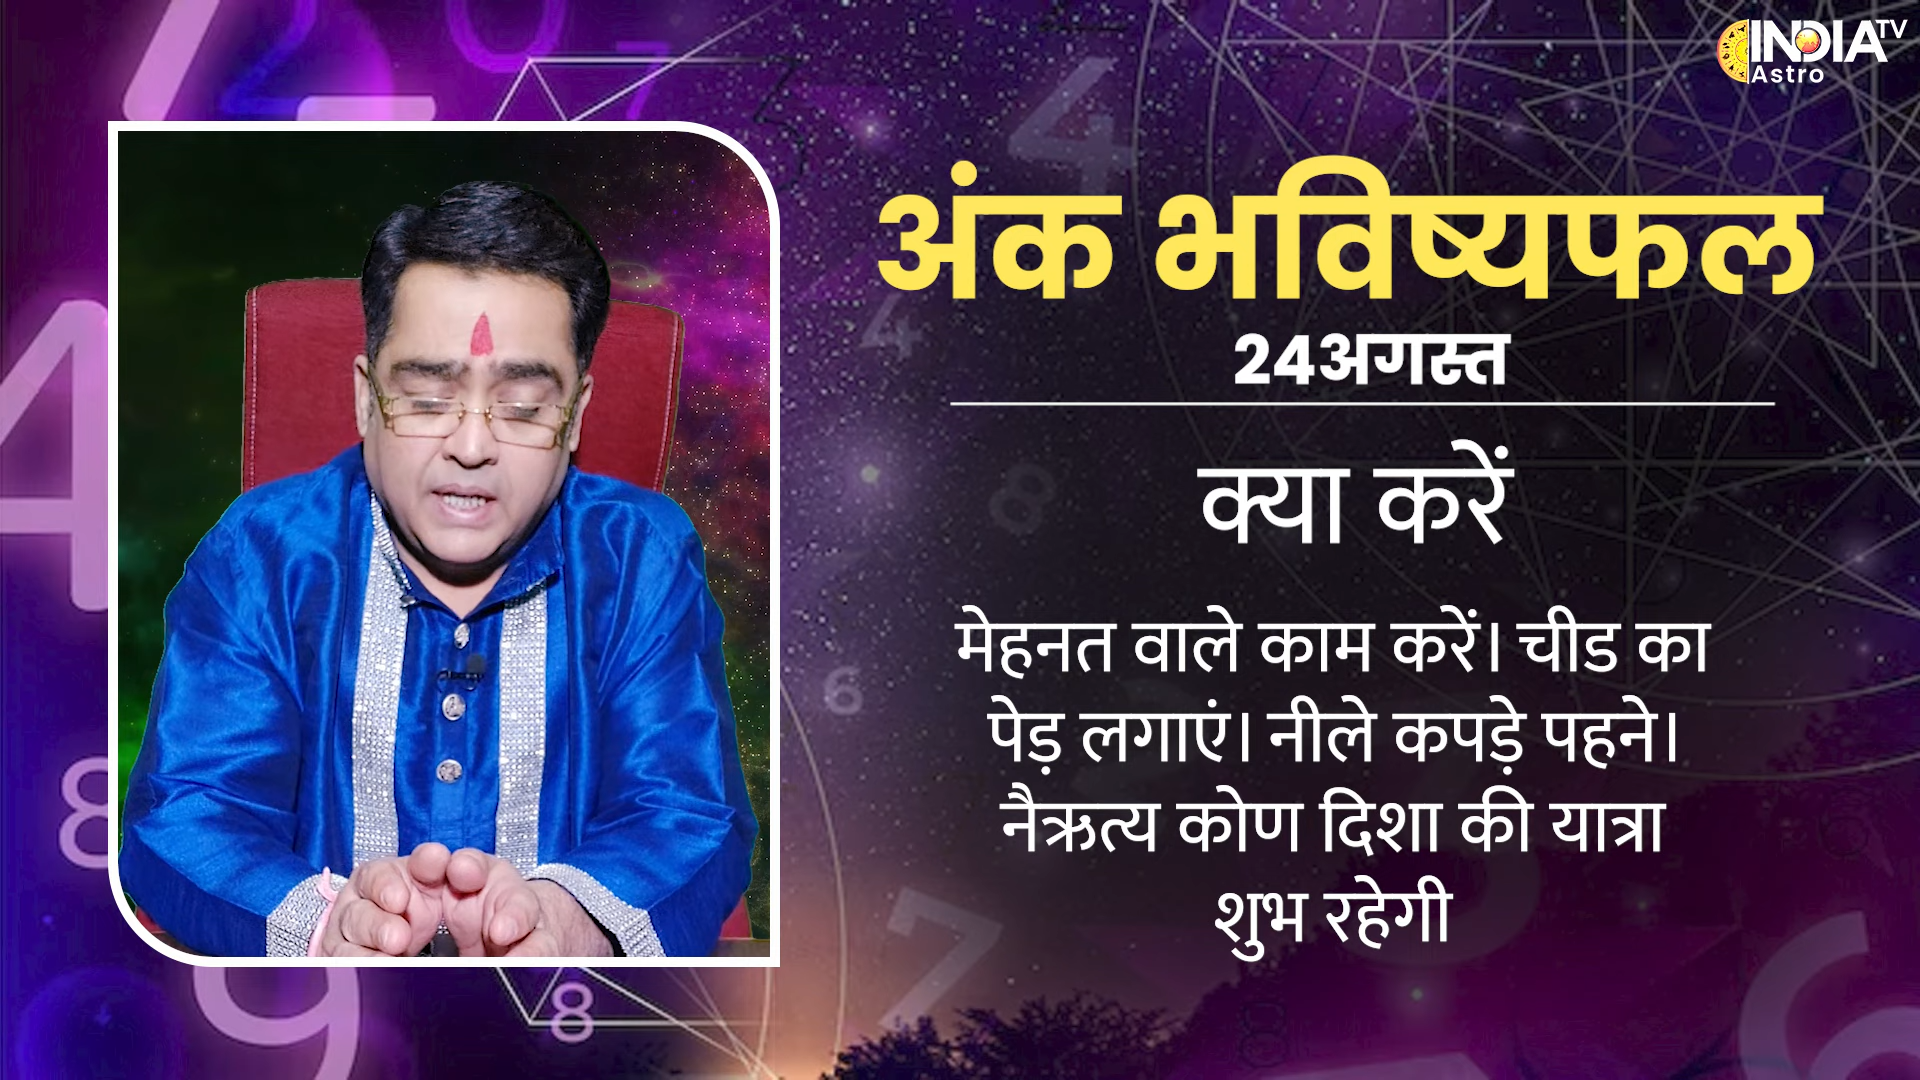 INDIA TV
Astro
अंक भविष्यफल
24अगस्त
क्या करें
मेहनत वाले काम करें। चीड का
पेड़ लगाएं। नीले कपड़े पहने।
नैऋत्य कोण दिशा की यात्रा
शुभ रहेगी